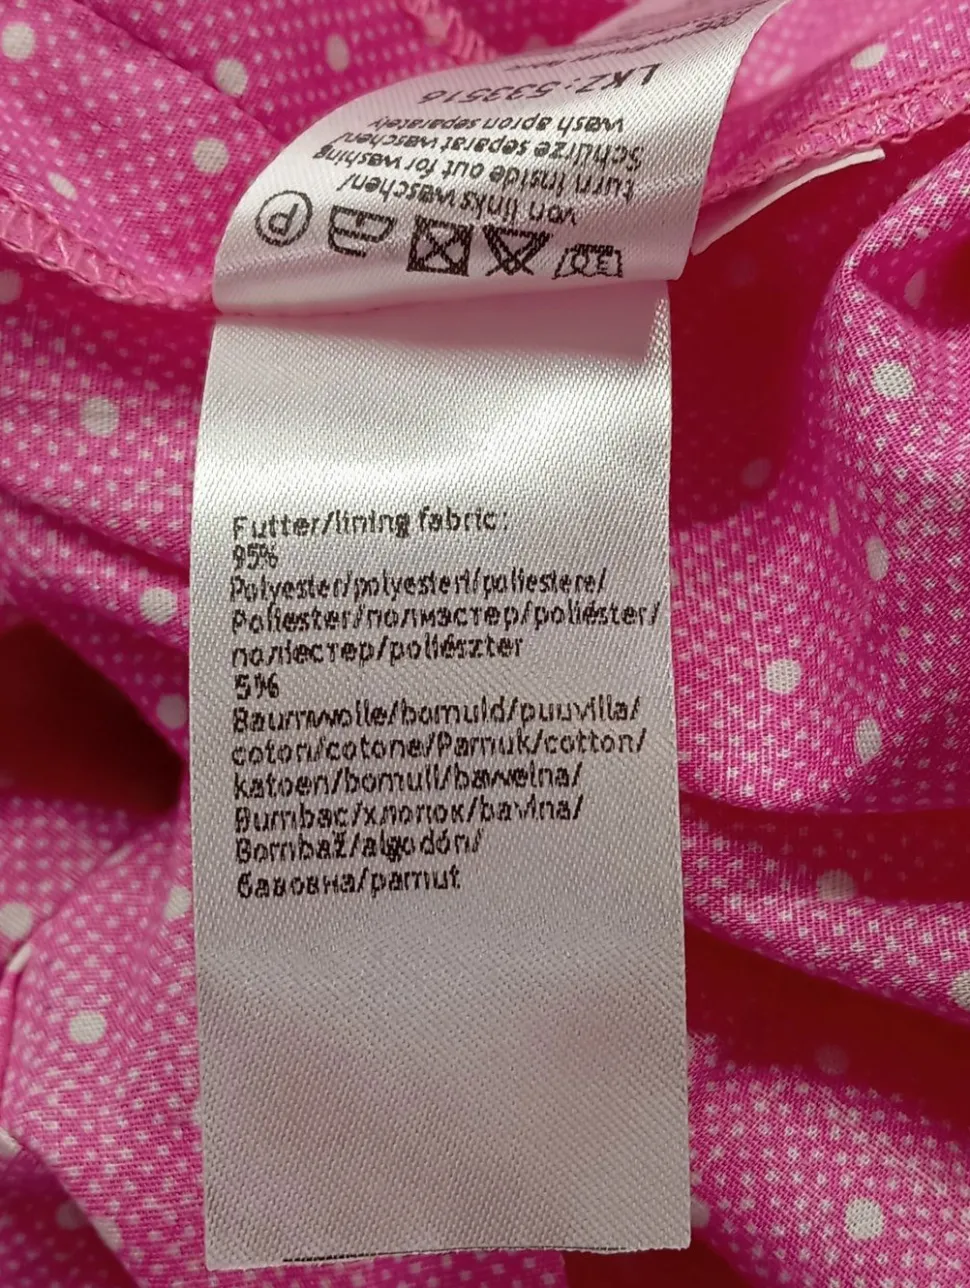 LKZ: 533516
wash apron separately
Schürze separat waschen/
turn inside out for washing
von links waschen/
30
P
Futter/lining fabric:
95%
Polyester/polyesteri/poliestere/
Poliester/полиэстер/poliéster/
поліестер/poliészter
5%
Baumwolle/bomuld/puuvilla/
coton/cotone/Pamuk/cotton/
katoen/bomull/bawełna/
Bumbac/хлопок/bavlna/
Bombaž/algodón/
бавовна/pamut